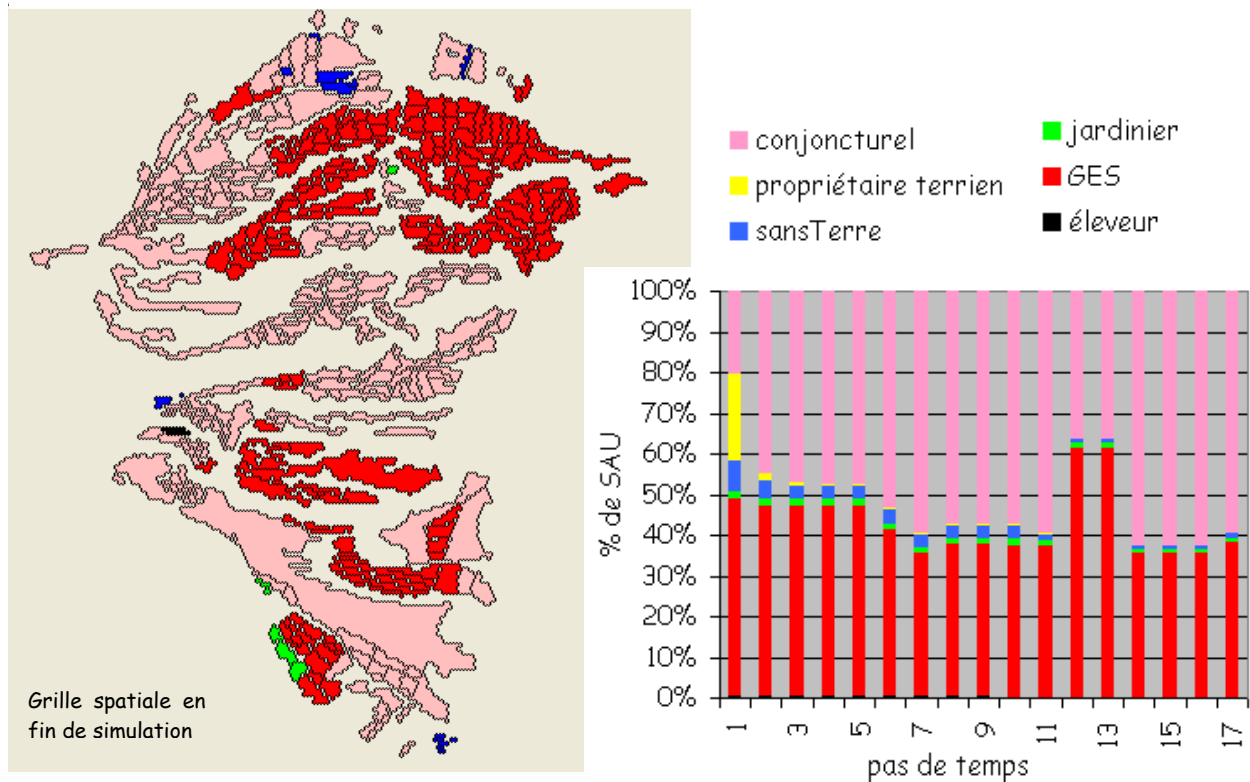 conjoncturel
propriétaire terrien
sansTerre
jardinier
GES
éleveur
Grille spatiale en
fin de simulation
% de SAU
100%
90%
80%
70%
60%
50%
40%
30%
20%
10%
0%
1
3
5
7
9
11
13
15
17
pas de temps